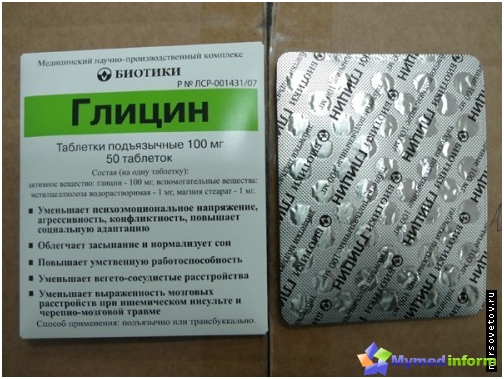 Медицинский научно-производственный комплекс
БИОТИКИ
Р № ЛСР-001431/07
Глицин
Таблетки подъязычные 100 мг
50 таблеток
Состав (на одну таблетку):
активное вещество: глицин - 100 мг; вспомогательные вещества:
метилцеллюлоза водорастворимая - 1 мг, магния стеарат - 1 мг.
▪ Уменьшает психоэмоциональное напряжение,
агрессивность, конфликтность, повышает
социальную адаптацию
▪ Облегчает засыпание и нормализует сон
▪ Повышает умственную работоспособность
▪ Уменьшает вегето-сосудистые расстройства
▪ Уменьшает выраженность мозговых
расстройств при ишемическом инсульте и
черепно-мозговой травме
Способ применения: подъязычно или трансбуккально.
БИОТИКИ ГЛИЦИН
Mymedinform